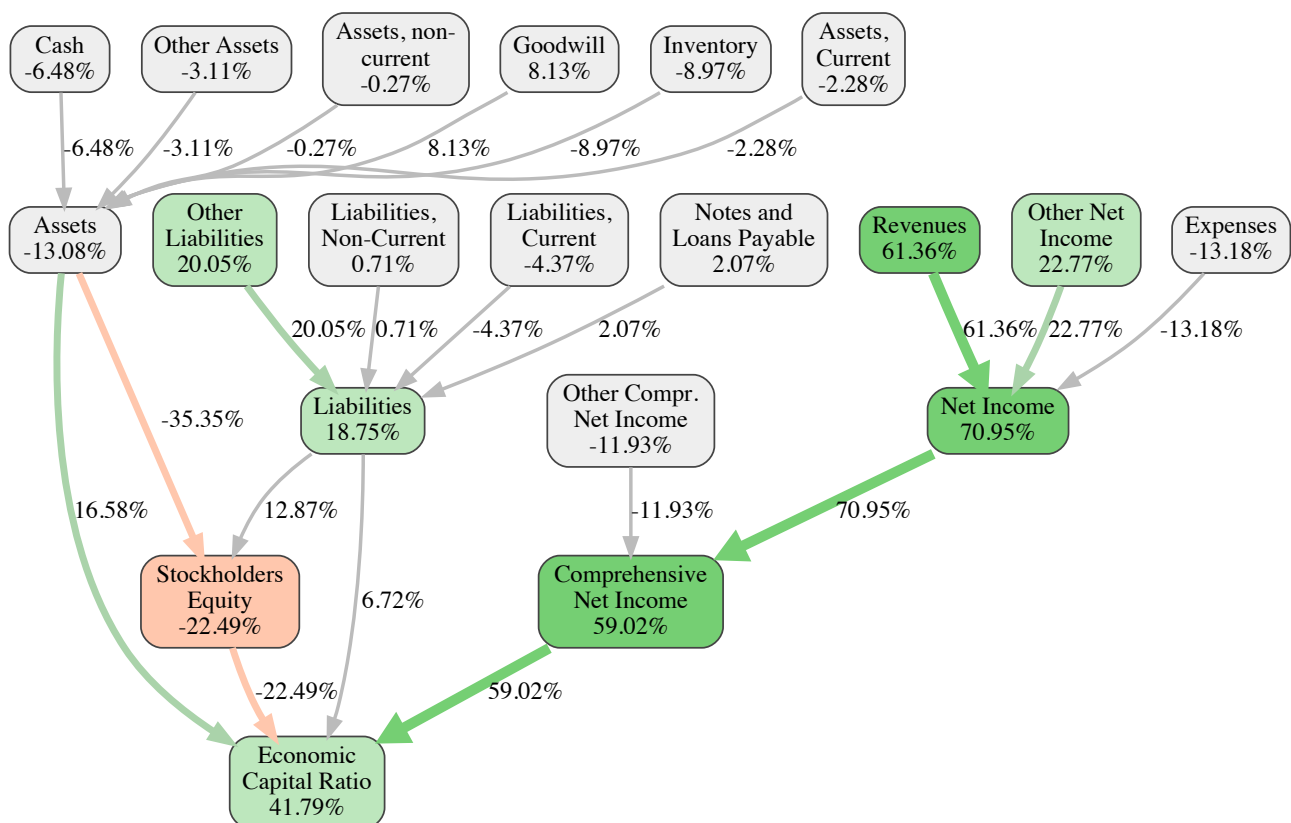 Cash
-6.48%
Other Assets
-3.11%
Assets, non-
current
-0.27%
Goodwill
8.13%
Inventory
-8.97%
Assets,
Current
-2.28%
-6.48%
-3.11%
-0.27%
8.13%
-8.97%
-2.28%
Assets
-13.08%
Other
Liabilities
20.05%
Liabilities,
Non-Current
0.71%
Liabilities,
Current
-4.37%
Notes and
Loans Payable
2.07%
Revenues
61.36%
Other Net
Income
22.77%
Expenses
-13.18%
20.05%
0.71%
-4.37%
2.07%
61.36%
22.77%
-13.18%
-35.35%
Liabilities
18.75%
Other Compr.
Net Income
-11.93%
Net Income
70.95%
16.58%
12.87%
-11.93%
70.95%
Stockholders
Equity
-22.49%
6.72%
Comprehensive
Net Income
59.02%
-22.49%
59.02%
Economic
Capital Ratio
41.79%